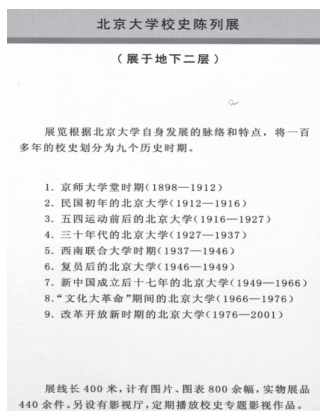 北京大学校史陈列展
（展于地下二层）
展览根据北京大学自身发展的脉络和特点，将一百
多年的校史划分为九个历史时期。
1. 京师大学堂时期(1898—1912)
2. 民国初年的北京大学(1912—1916)
3. 五四运动前后的北京大学(1916—1927)
4. 三十年代的北京大学(1927—1937)
5. 西南联合大学时期(1937—1946)
6. 复员后的北京大学(1946—1949)
7. 新中国成立后十七年的北京大学(1949—1966)
8.“文化大革命”期间的北京大学(1966—1976)
9. 改革开放新时期的北京大学(1976—2001)
展线长 400 米，计有图片、图表 800 余幅，实物展品
440 余件。另设有影视厅，定期播放校史专题影视作品。